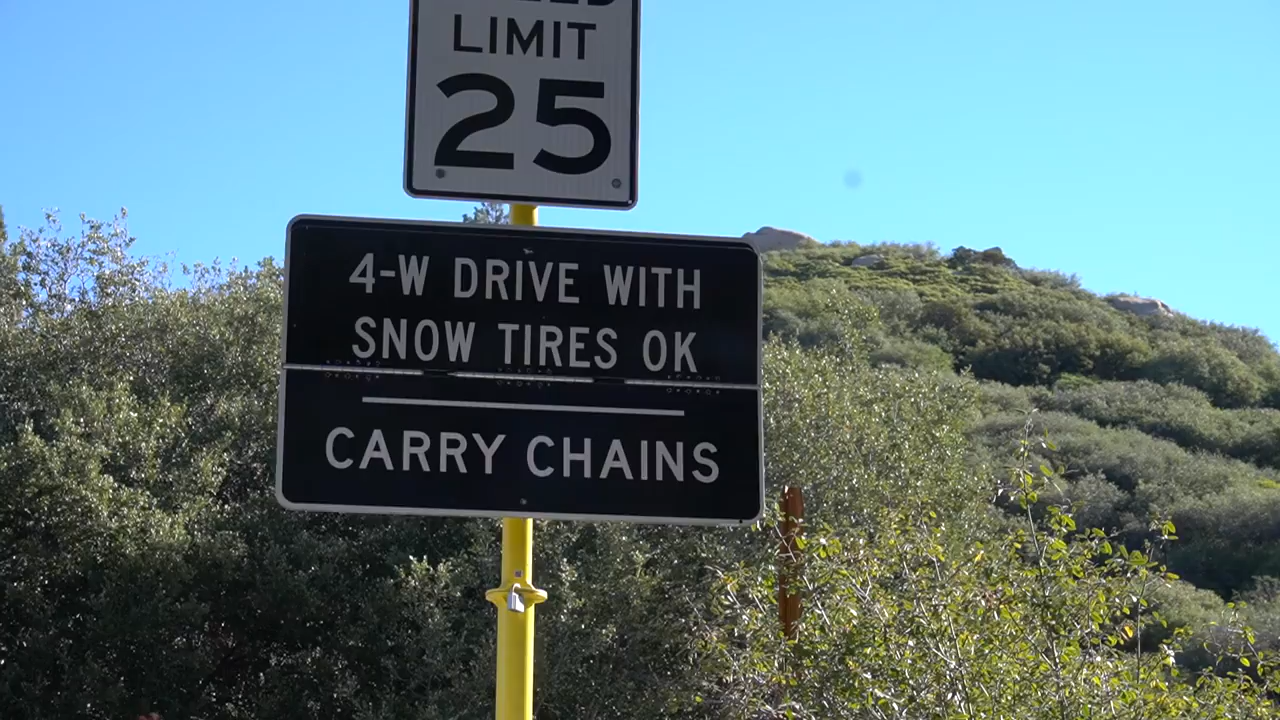 LIMIT
25
4-W DRIVE WITH
SNOW TIRES OK
CARRY CHAINS